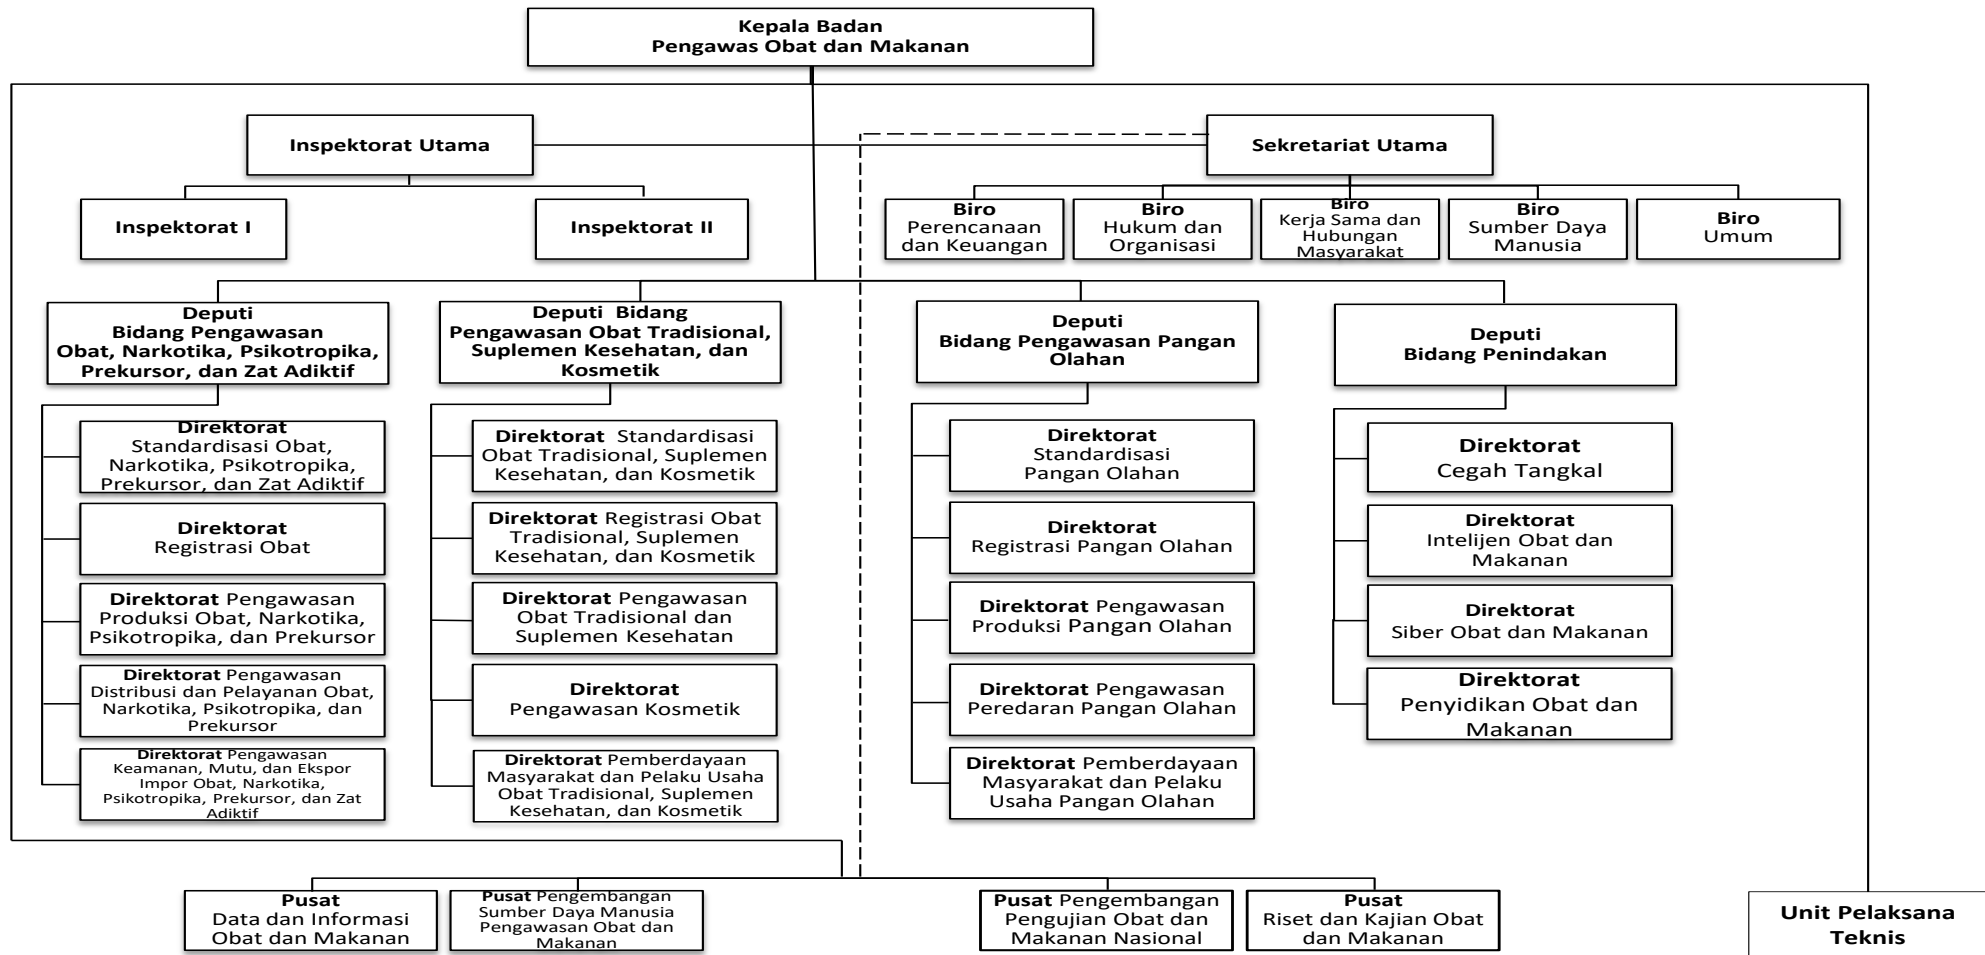 Kepala Badan
Pengawas Obat dan Makanan
Inspektorat Utama
Sekretariat Utama
Inspektorat I
Inspektorat II
Biro
Perencanaan
dan Keuangan
Biro
Hukum dan
Organisasi
Biro
Kerja Sama dan
Hubungan
Masyarakat
Biro
Sumber Daya
Manusia
Biro
Umum
Deputi
Bidang Pengawasan
Obat, Narkotika, Psikotropika,
Prekursor, dan Zat Adiktif
Deputi Bidang
Pengawasan Obat Tradisional,
Suplemen Kesehatan, dan
Kosmetik
Deputi
Bidang Pengawasan Pangan
Olahan
Deputi
Bidang Penindakan
Direktorat
Standardisasi Obat,
Narkotika, Psikotropika,
Prekursor, dan Zat Adiktif
Direktorat
Registrasi Obat
Direktorat Pengawasan
Produksi Obat, Narkotika,
Psikotropika, dan Prekursor
Direktorat Pengawasan
Distribusi dan Pelayanan Obat,
Narkotika, Psikotropika, dan
Prekursor
Direktorat Pengawasan
Keamanan, Mutu, dan Ekspor
Impor Obat, Narkotika,
Psikotropika, Prekursor, dan Zat
Adiktif
Direktorat Standardisasi
Obat Tradisional, Suplemen
Kesehatan, dan Kosmetik
Direktorat Registrasi Obat
Tradisional, Suplemen
Kesehatan, dan Kosmetik
Direktorat Pengawasan
Obat Tradisional dan
Suplemen Kesehatan
Direktorat
Pengawasan Kosmetik
Direktorat Pemberdayaan
Masyarakat dan Pelaku Usaha
Obat Tradisional, Suplemen
Kesehatan, dan Kosmetik
Direktorat
Standardisasi
Pangan Olahan
Direktorat
Registrasi Pangan Olahan
Direktorat Pengawasan
Produksi Pangan Olahan
Direktorat Pengawasan
Peredaran Pangan Olahan
Direktorat Pemberdayaan
Masyarakat dan Pelaku
Usaha Pangan Olahan
Direktorat
Cegah Tangkal
Direktorat
Intelijen Obat dan
Makanan
Direktorat
Siber Obat dan Makanan
Direktorat
Penyidikan Obat dan
Makanan
Pusat
Data dan Informasi
Obat dan Makanan
Pusat Pengembangan
Sumber Daya Manusia
Pengawasan Obat dan
Makanan
Pusat Pengembangan
Pengujian Obat dan
Makanan Nasional
Pusat
Riset dan Kajian Obat
dan Makanan
Unit Pelaksana
Teknis